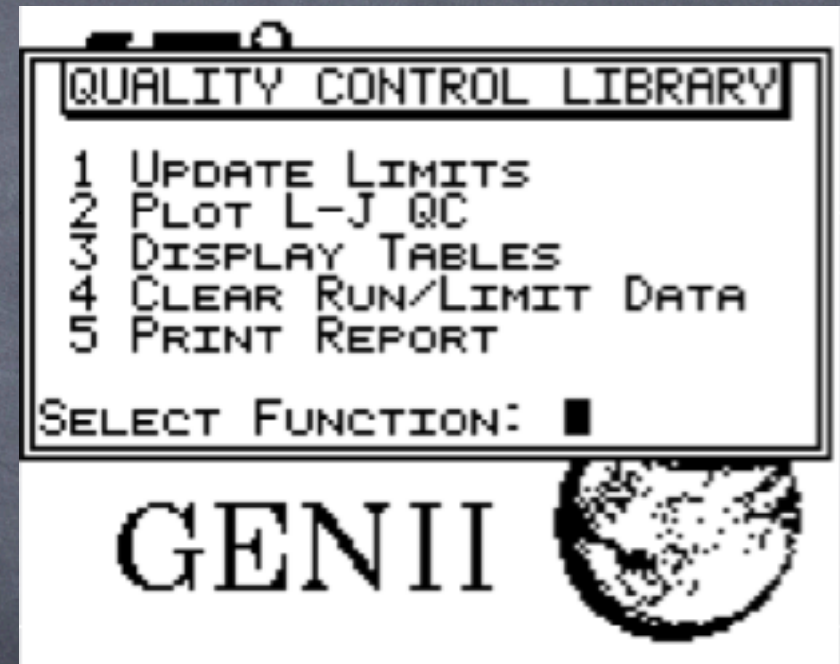 QUALITY CONTROL LIBRARY
1 UPDATE LIMITS
2 PLOT L-J QC
3 DISPLAY TABLES
4 CLEAR RUN/LIMIT DATA
5 PRINT REPORT
SELECT FUNCTION:
GENII